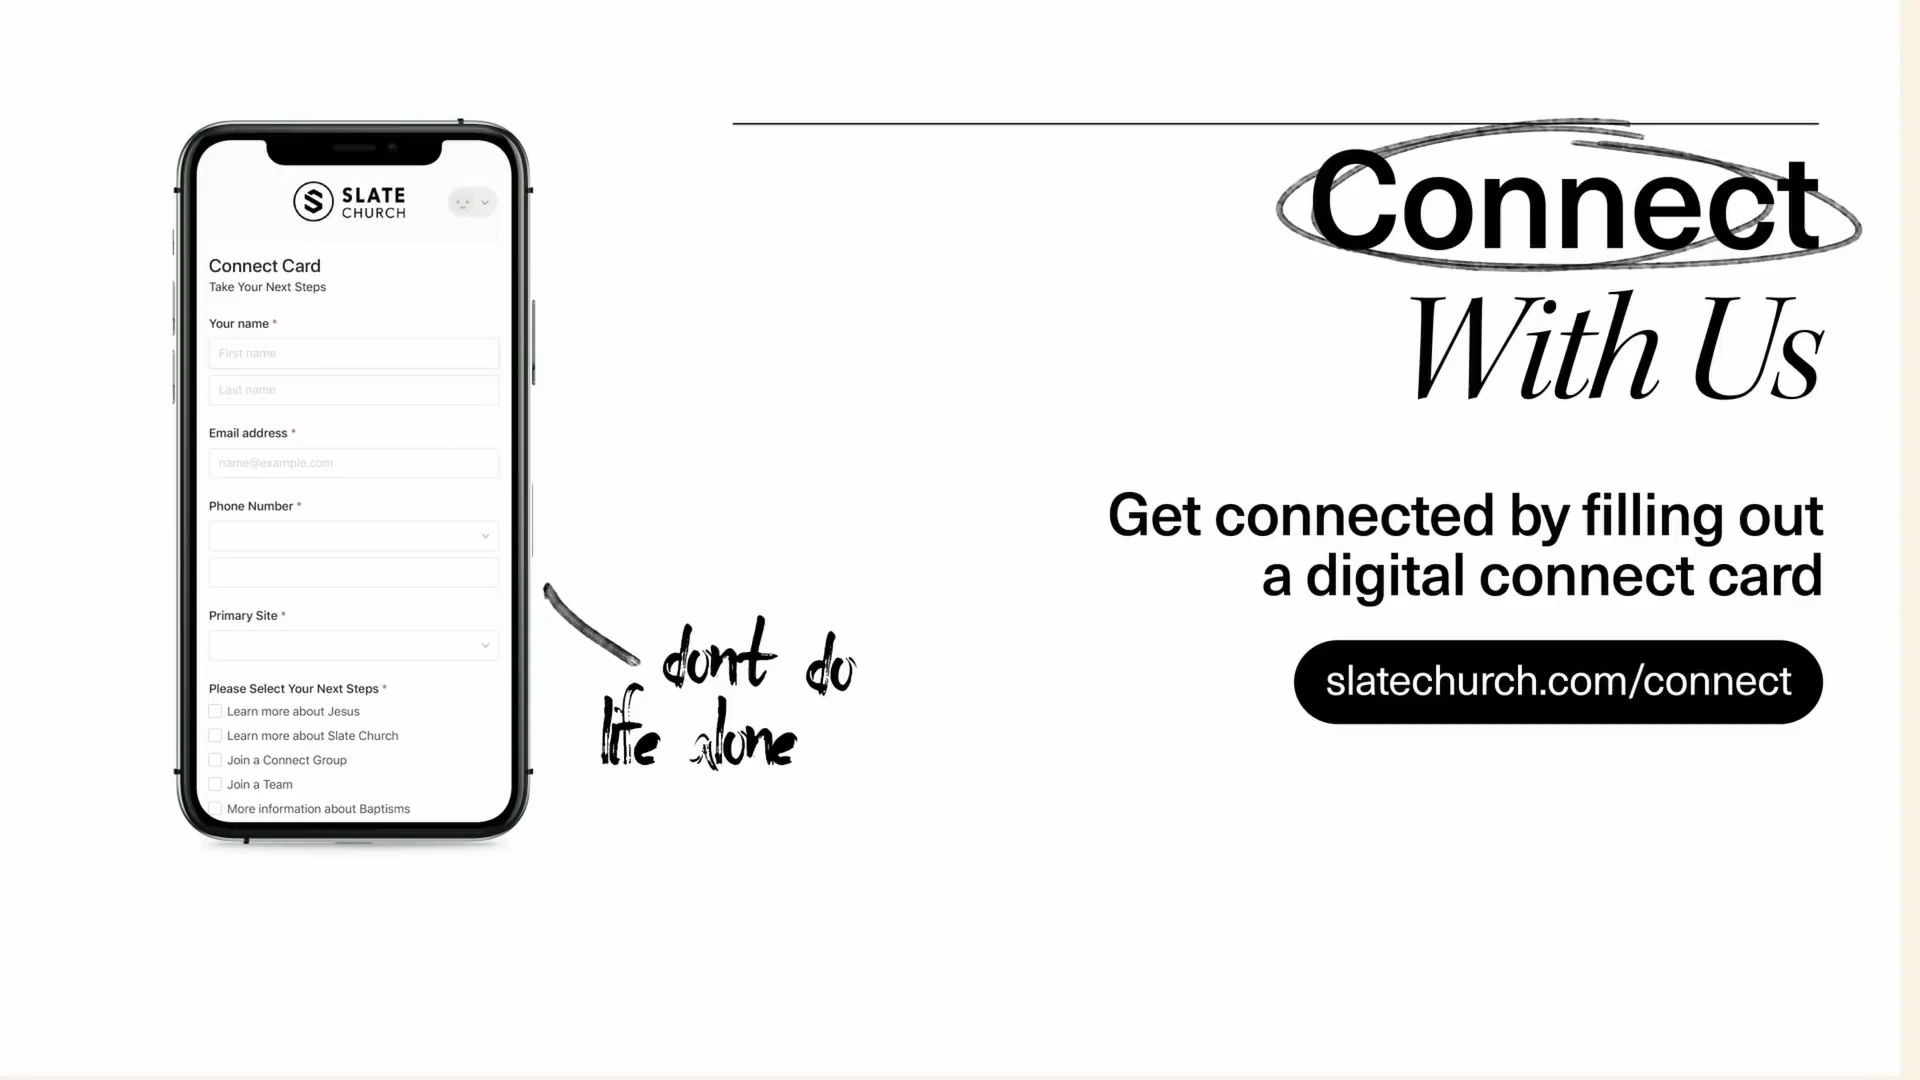 SLATE
CHURCH
Connect Card
Take Your Next Steps
Your name *
First name
Last name
Email address *
name@example.com
Phone Number *
Primary Site *
Please Select Your Next Steps *
Learn more about Jesus
Learn more about Slate Church
Join a Connect Group
Join a Team
More information about Baptisms
dont do
life alone
Connect
With Us
Get connected by filling out
a digital connect card
slatechurch.com/connect